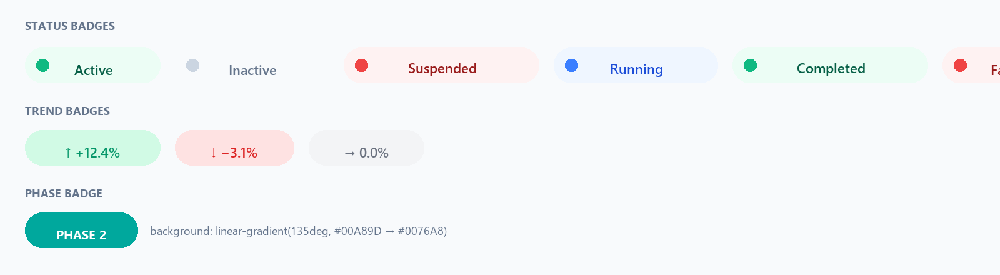 STATUS BADGES
Active Inactive Suspended Running Completed
TREND BADGES
↑ +12.4% ↓ −3.1% → 0.0%
PHASE BADGE
PHASE 2 background: linear-gradient(135deg, #00A89D → #0076A8)